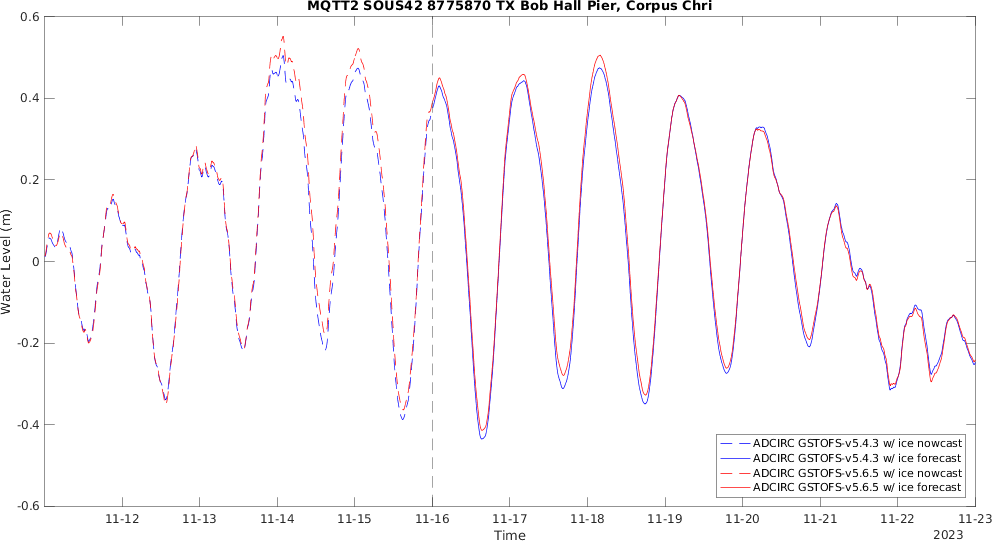 MQTT2 SOUS42 8775870 TX Bob Hall Pier, Corpus Chri
0.6
0.4
0.2
0
-0.2
-0.4
-0.6
Water Level (m)
ADCIRC GSTOFS-v5.4.3 w/ ice nowcast
ADCIRC GSTOFS-v5.4.3 w/ ice forecast
ADCIRC GSTOFS-v5.6.5 w/ ice nowcast
ADCIRC GSTOFS-v5.6.5 w/ ice forecast
11-12 11-13 11-14 11-15 11-16 11-17 11-18 11-19 11-20 11-21 11-22 11-23
Time
2023